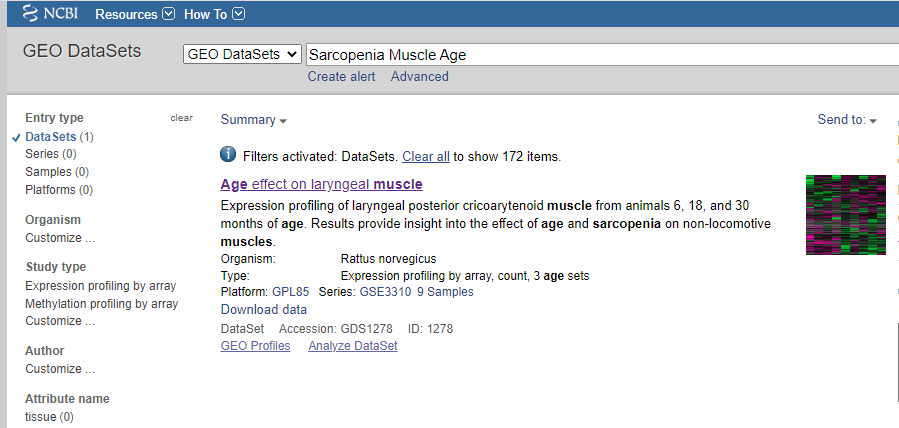 NCBI Resources How To
GEO DataSets
GEO DataSets Sarcopenia Muscle Age
Create alert Advanced
Entry type clear
DataSets (1)
Series (0)
Samples (0)
Platforms (0)
Organism
Customize ...
Study type
Expression profiling by array
Methylation profiling by array
Customize ...
Author
Customize ...
Attribute name
tissue (0)
Summary Send to:
Filters activated: DataSets. Clear all to show 172 items.
Age effect on laryngeal muscle
Expression profiling of laryngeal posterior cricoarytenoid muscle from animals 6, 18, and 30
months of age. Results provide insight into the effect of age and sarcopenia on non-locomotive
muscles.
Organism: Rattus norvegicus
Type: Expression profiling by array, count, 3 age sets
Platform: GPL85 Series: GSE3310 9 Samples
Download data
DataSet Accession: GDS1278 ID: 1278
GEO Profiles Analyze DataSet